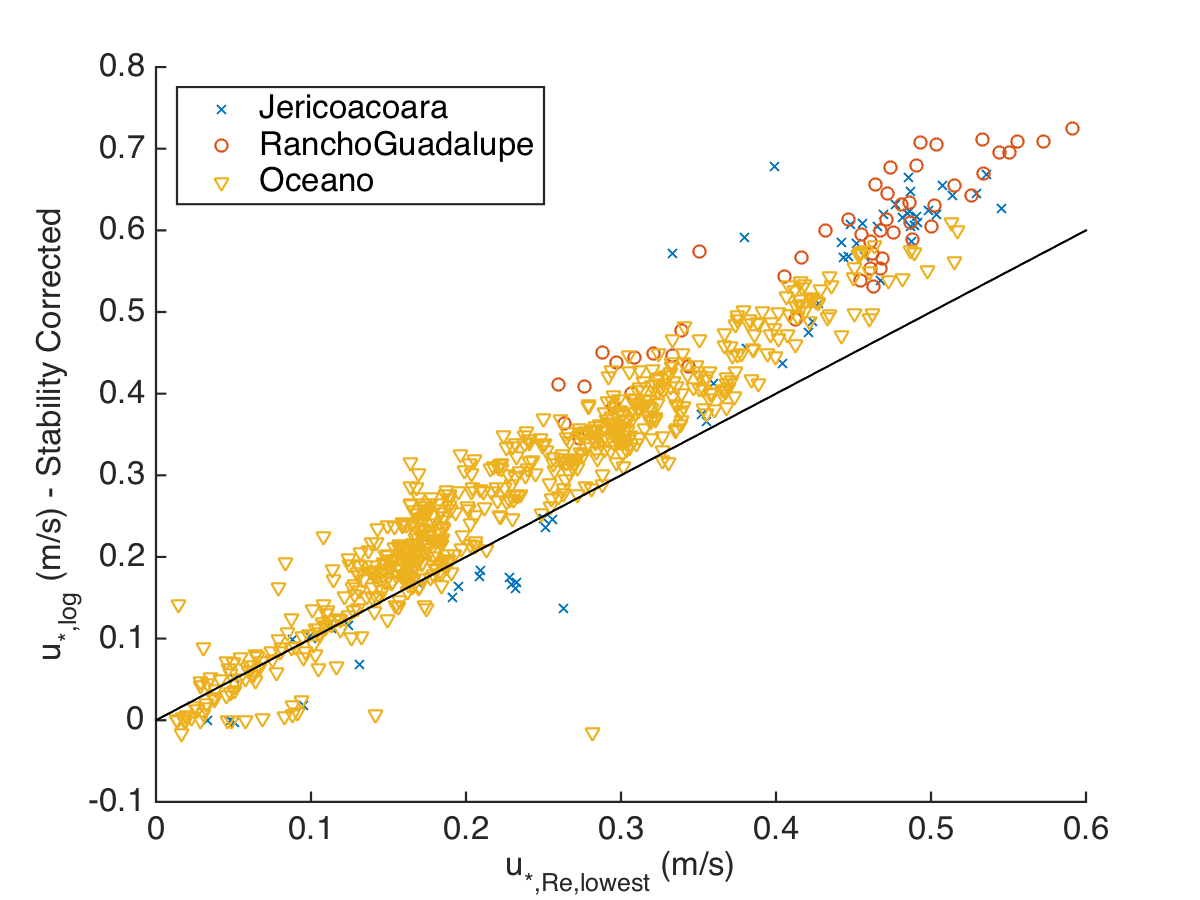 0.8
0.7
0.6
0.5
0.4
0.3
0.2
0.1
0
-0.1
u*,log (m/s) - Stability Corrected
Jericoacoara
RanchoGuadalupe
Oceano
0 0.1 0.2 0.3 0.4 0.5 0.6
u*,Re,lowest (m/s)